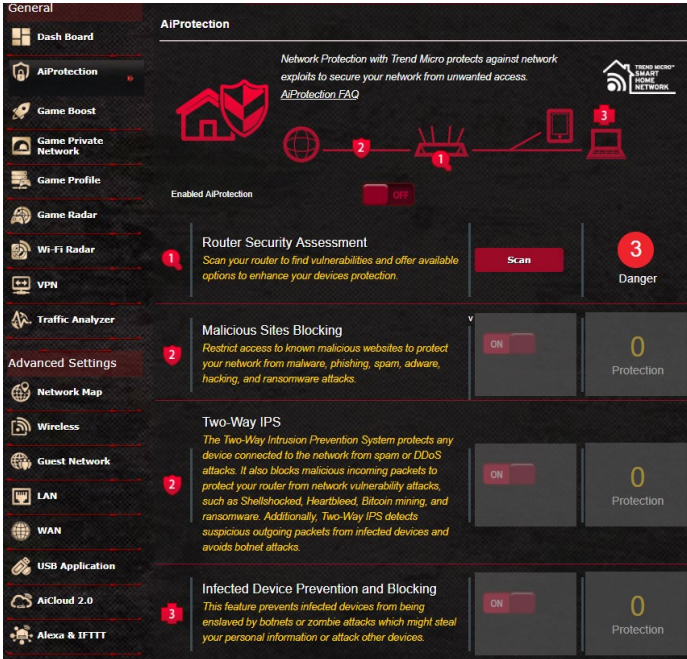 General
Dash Board
AiProtection
Game Boost
Game Private
Network
Game Profile
Game Radar
Wi-Fi Radar
VPN
Traffic Analyzer
Advanced Settings
Network Map
Wireless
Guest Network
LAN
WAN
USB Application
AiCloud 2.0
Alexa & IFTTT
AiProtection
Network Protection with Trend Micro protects against network
exploits to secure your network from unwanted access.
AiProtection FAQ
TREND MICRO™
SMART
HOME
NETWORK
2
1
3
Enabled AiProtection
OFF
1
Router Security Assessment
Scan your router to find vulnerabilities and offer available
options to enhance your devices protection.
Scan
3
Danger
2
Malicious Sites Blocking
Restrict access to known malicious websites to protect
your network from malware, phishing, spam, adware,
hacking, and ransomware attacks.
v
ON
0
Protection
2
Two-Way IPS
The Two-Way Intrusion Prevention System protects any
device connected to the network from spam or DDoS
attacks. It also blocks malicious incoming packets to
protect your router from network vulnerability attacks,
such as Shellshocked, Heartbleed, Bitcoin mining, and
ransomware. Additionally, Two-Way IPS detects
suspicious outgoing packets from infected devices and
avoids botnet attacks.
ON
0
Protection
3
Infected Device Prevention and Blocking
This feature prevents infected devices from being
enslaved by botnets or zombie attacks which might steal
your personal information or attack other devices.
ON
0
Protection